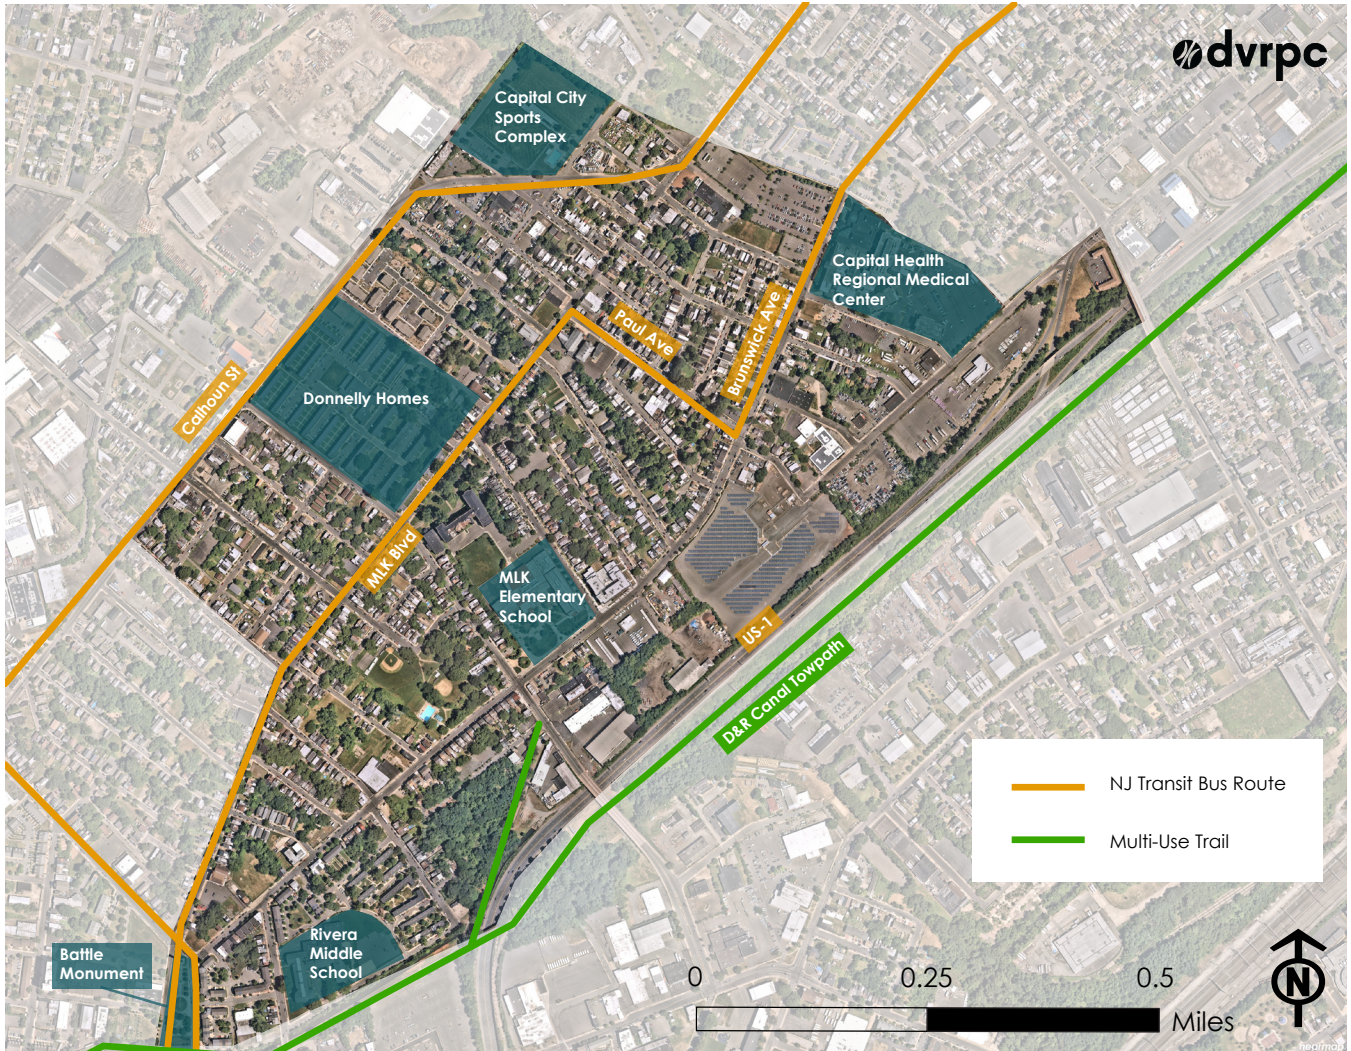 dvrpc
Capital City
Sports
Complex
Capital Health
Regional Medical
Center
Paul Ave
Brunswick Ave
Calhoun St
Donnelly Homes
MLK Blvd
MLK
Elementary
School
US-1
D&R Canal Towpath
NJ Transit Bus Route
Multi-Use Trail
Rivera
Middle
School
Battle
Monument
0 0.25 0.5
Miles
N